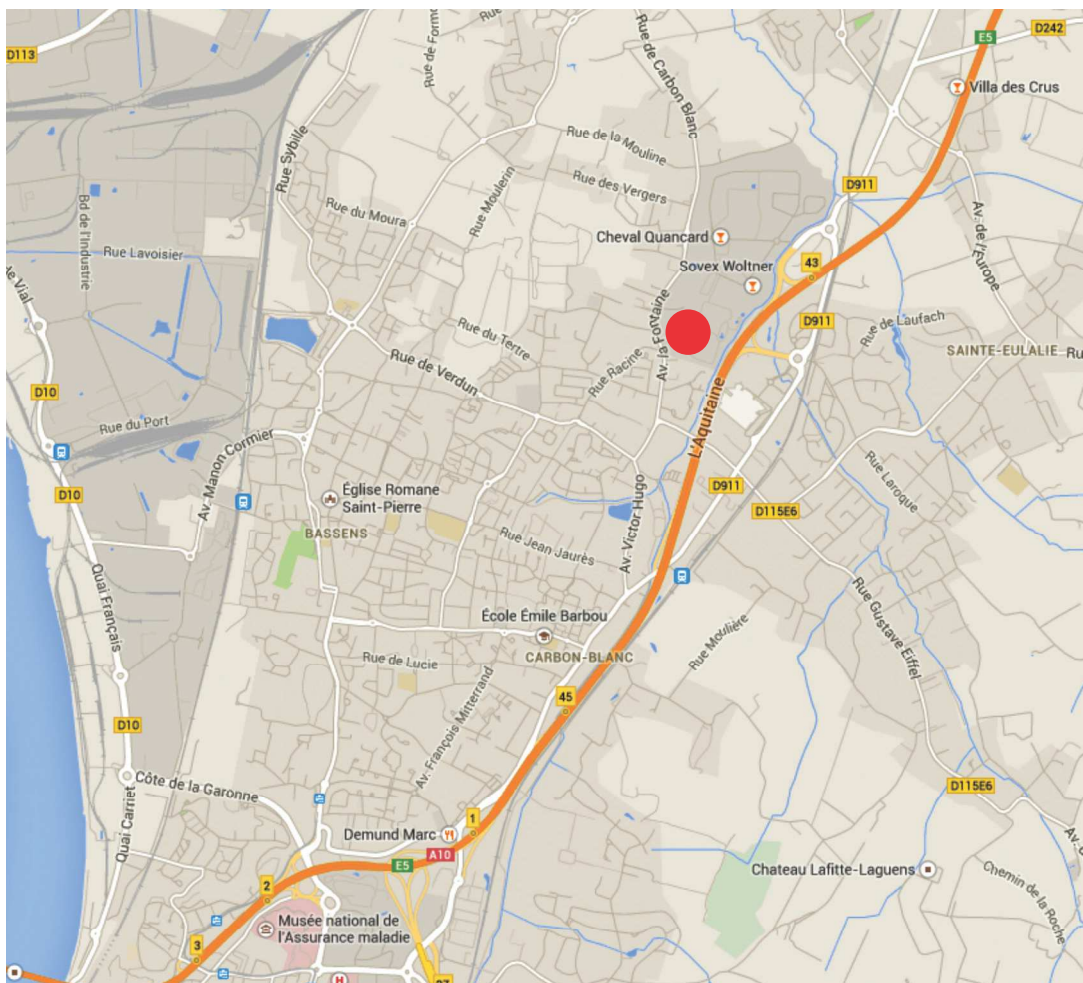 D113
Rue de Carbon Blanc
D242
E5
Villa des Crus
Rue Sybille
Rue de la Mouline
Bd de l'Industrie
Rue Moulerin
Rue des Vergers
D911
Rue du Moura
Av. de l'Europe
Cheval Quancard
Rue Lavoisier
Sovex Woltner
43
Av. la Fontaine
D911
Rue de Laufach
Rue du Tertre
SAINTE-EULALIE
Rue de Verdun
Rue Racine
L'Aquitaine
D10
Rue du Port
Av. Manon Cormier
Rue Laroque
D10
Église Romane
Saint-Pierre
D911
D115E6
BASSENS
Av. Victor Hugo
Rue Jean Jaurès
Quai Français
École Émile Barbou
Rue Gustave Eiffel
Rue Moulière
CARBON-BLANC
Rue de Lucie
45
D10
Av. François Mitterrand
Côte de la Garonne
D115E6
Quai Carriet
Demund Marc
1
A10
E5
Chateau Lafitte-Laguens
Chemin de la Roche
2
Musée national de
l'Assurance maladie
3
H